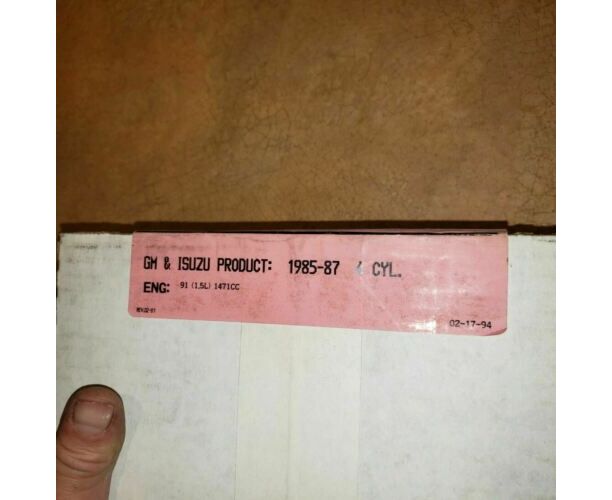 GM & ISUZU PRODUCT: 1985-87 4 CYL.
ENG: 91 (1.5L) 1471CC
02-17-94